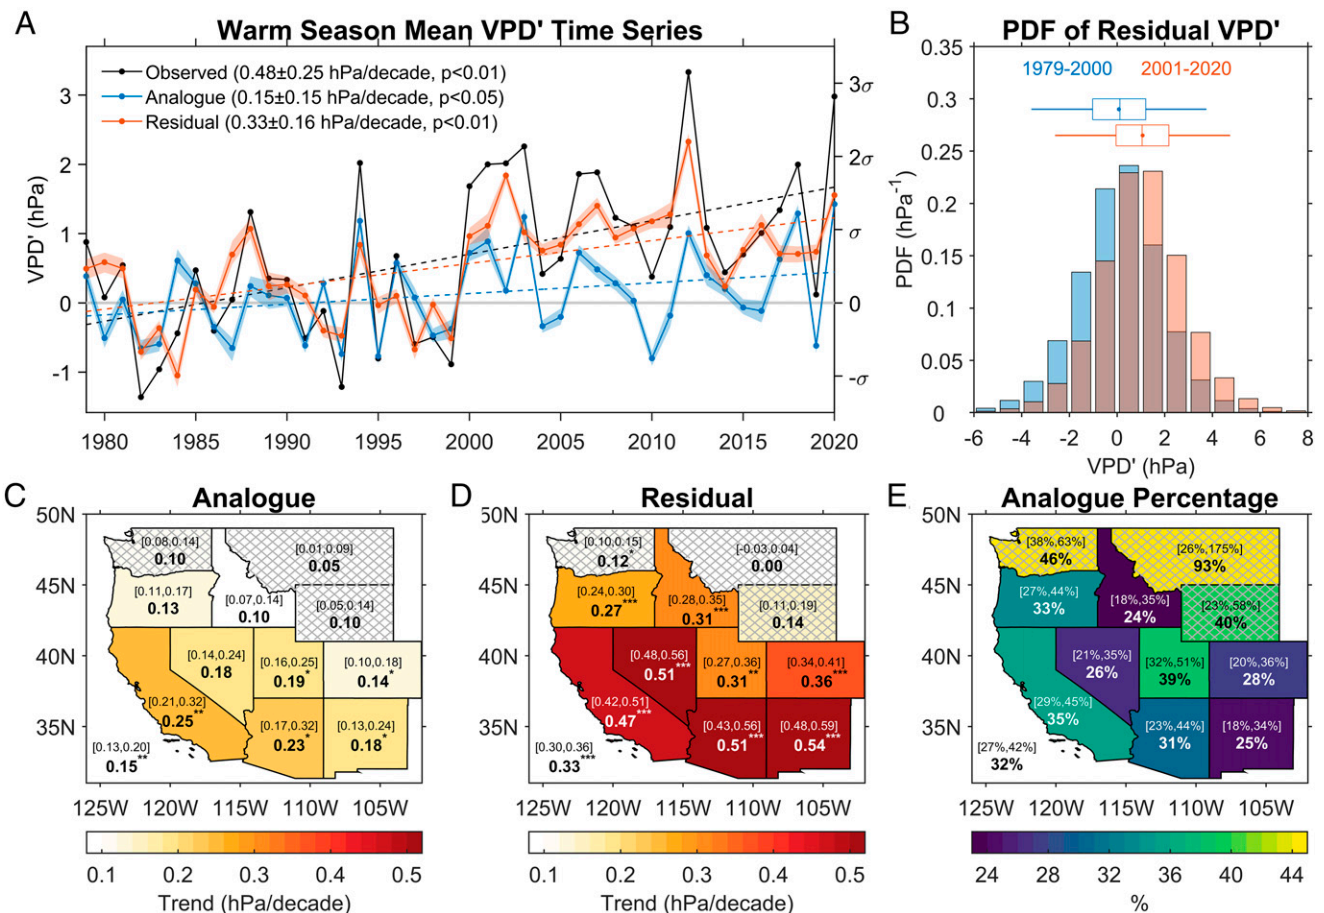 A
Warm Season Mean VPD' Time Series
Observed (0.48±0.25 hPa/decade, p<0.01)
Analogue (0.15±0.15 hPa/decade, p<0.05)
Residual (0.33±0.16 hPa/decade, p<0.01)
VPD' (hPa)
3
2
1
0
-1
3σ
2σ
σ
0
-σ
1980 1985 1990 1995 2000 2005 2010 2015 2020
B
PDF of Residual VPD'
1979-2000 2001-2020
PDF (hPa-1)
0.35
0.3
0.25
0.2
0.15
0.1
0.05
0
-6 -4 -2 0 2 4 6 8
VPD' (hPa)
C
Analogue
50N
45N
40N
35N
[0.08,0.14]
0.10
[0.01,0.09]
0.05
[0.11,0.17]
0.13
[0.07,0.14]
0.10
[0.05,0.14]
0.10
[0.14,0.24]
0.18
[0.16,0.25]
0.19*
[0.10,0.18]
0.14*
[0.21,0.32]
0.25**
[0.17,0.32]
0.23*
[0.13,0.24]
0.18*
[0.13,0.20]
0.15**
125W 120W 115W 110W 105W
0.1 0.2 0.3 0.4 0.5
Trend (hPa/decade)
D
Residual
50N
45N
40N
35N
[0.10,0.15]
0.12*
[-0.03,0.04]
0.00
[0.24,0.30]
0.27***
[0.28,0.35]
0.31***
[0.11,0.19]
0.14
[0.48,0.56]
0.51***
[0.27,0.36]
0.31**
[0.34,0.41]
0.36***
[0.42,0.51]
0.47***
[0.43,0.56]
0.51***
[0.48,0.59]
0.54***
[0.30,0.36]
0.33***
125W 120W 115W 110W 105W
0.1 0.2 0.3 0.4 0.5
Trend (hPa/decade)
E
Analogue Percentage
50N
45N
40N
35N
[38%,63%]
46%
[26%,175%]
93%
[27%,44%]
33%
[18%,35%]
24%
[23%,58%]
40%
[21%,35%]
26%
[32%,51%]
39%
[20%,36%]
28%
[29%,45%]
35%
[23%,44%]
31%
[18%,34%]
25%
[27%,42%]
32%
125W 120W 115W 110W 105W
24 28 32 36 40 44
%